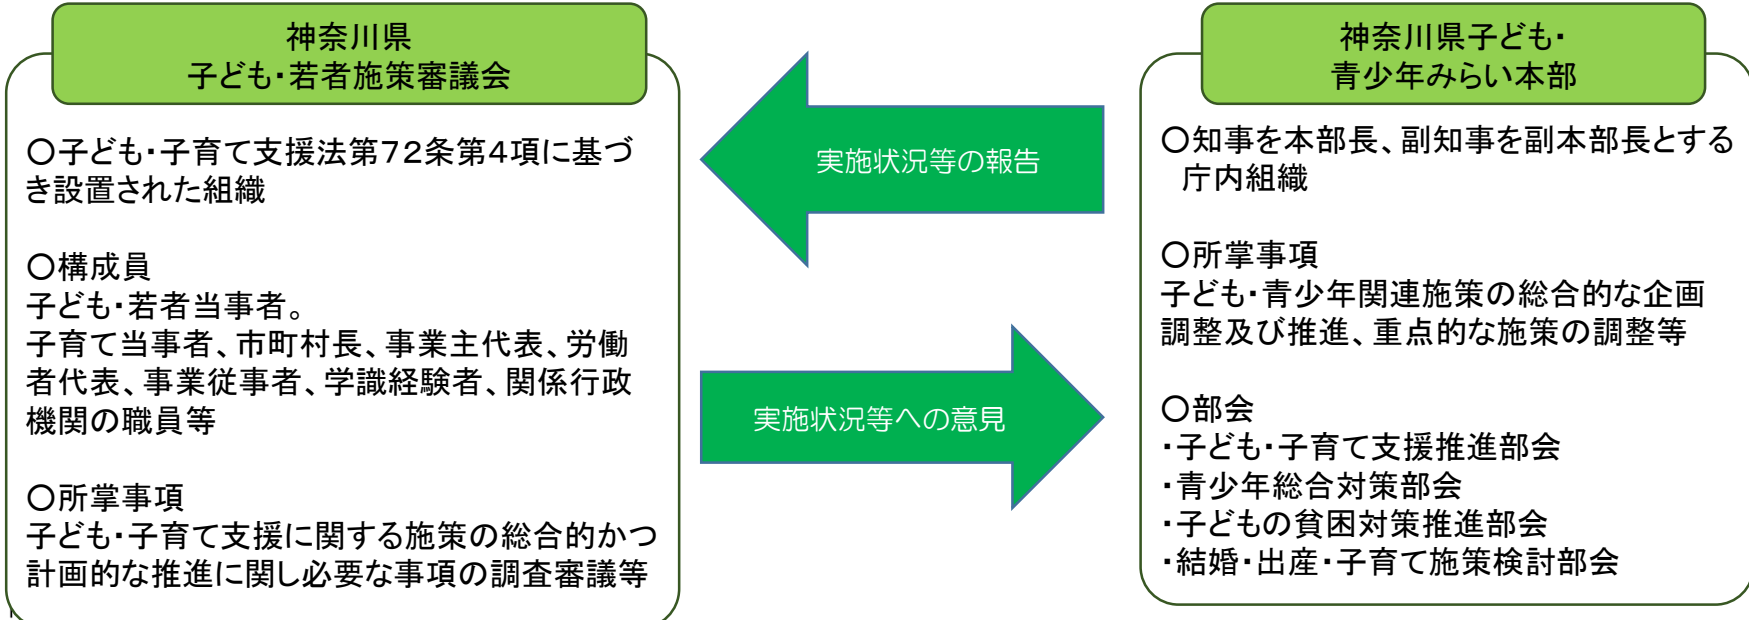 神奈川県
子ども・若者施策審議会
〇子ども・子育て支援法第７２条第４項に基づ
き設置された組織
〇構成員
子ども・若者当事者。
子育て当事者、市町村長、事業主代表、労働
者代表、事業従事者、学識経験者、関係行政
機関の職員等
〇所掌事項
子ども・子育て支援に関する施策の総合的かつ
計画的な推進に関し必要な事項の調査審議等
実施状況等の報告
実施状況等への意見
神奈川県子ども・
青少年みらい本部
〇知事を本部長、副知事を副本部長とする
庁内組織
〇所掌事項
子ども・青少年関連施策の総合的な企画
調整及び推進、重点的な施策の調整等
〇部会
・子ども・子育て支援推進部会
・青少年総合対策部会
・子どもの貧困対策推進部会
・結婚・出産・子育て施策検討部会